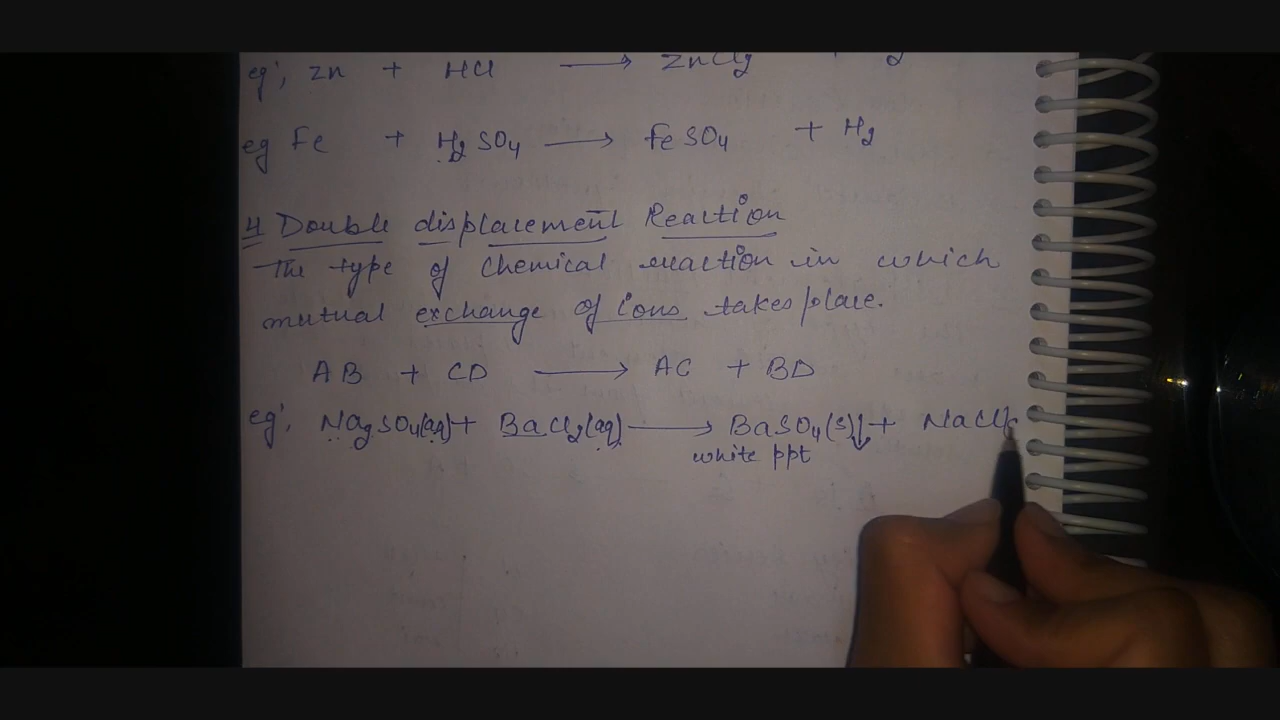 eg', Zn + HCl ⟶ ZnCl2
eg Fe + H2SO4 ⟶ FeSO4 + H2
4 Double displacement Reaction
The type of chemical reaction in which
mutual exchange of ions takes place.
AB + CD ⟶ AC + BD
eg', Na2SO4(aq) + BaCl2(aq) ⟶ BaSO4(s)↓ + NaCl
white ppt